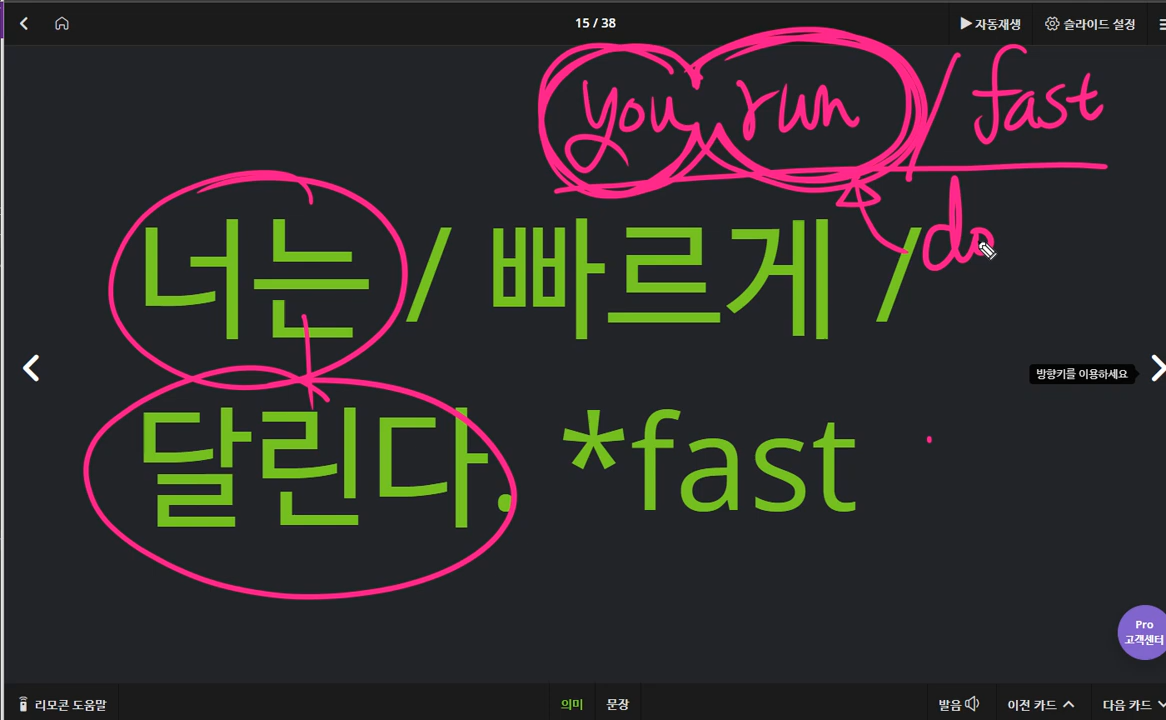 15 / 38
자동재생
슬라이드 설정
you run / fast
do
너는 / 빠르게 /
달린다. *fast
방향키를 이용하세요
Pro
고객센터
리모콘 도움말
의미
문장
발음
이전 카드
다음 카드